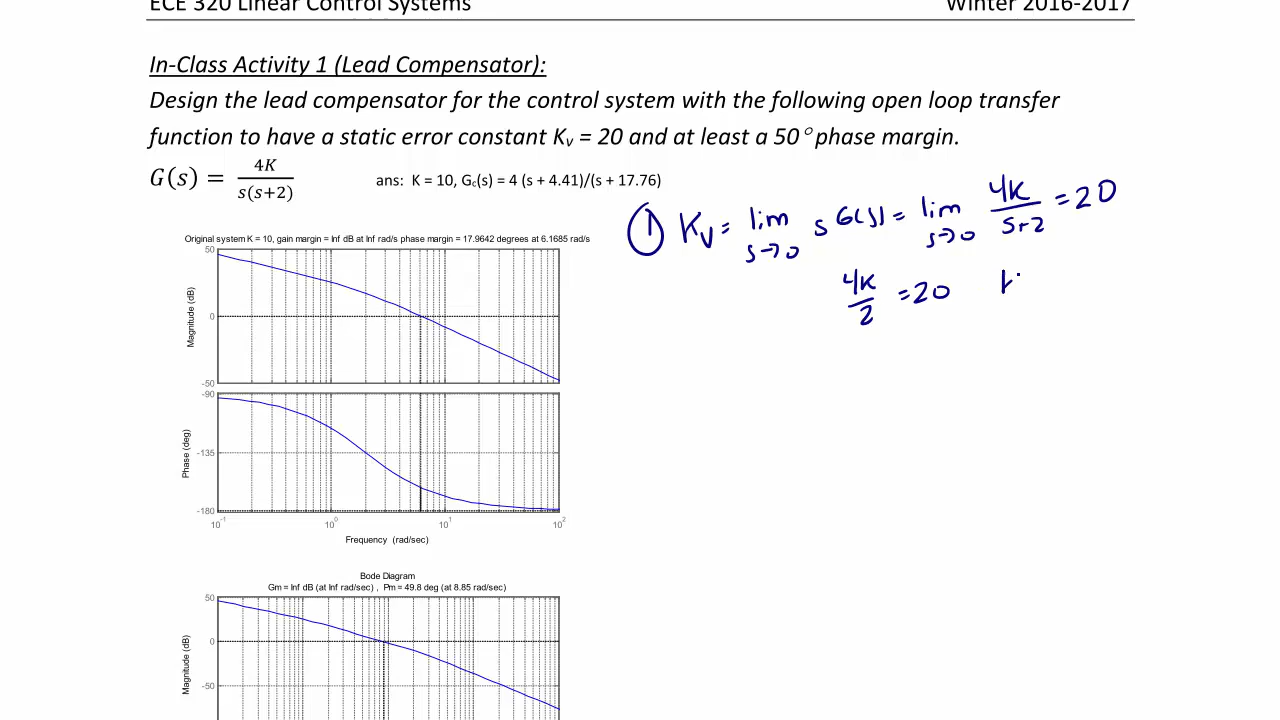 ECE 320 Linear Control Systems Winter 2016-2017
In-Class Activity 1 (Lead Compensator):
Design the lead compensator for the control system with the following open loop transfer
function to have a static error constant Kv = 20 and at least a 50° phase margin.
G(s) = 4K / s(s+2) ans: K = 10, Gc(s) = 4 (s + 4.41)/(s + 17.76)
① Kv = lim s→0 s G(s) = lim s→0 4K / s+2 = 20
4K / 2 = 20
Original system K = 10, gain margin = Inf dB at Inf rad/s phase margin = 17.9642 degrees at 6.1685 rad/s
50
Magnitude (dB)
0
-50
-90
Phase (deg)
-135
-180
10^-1 10^0 10^1 10^2
Frequency (rad/sec)
Bode Diagram
Gm = Inf dB (at Inf rad/sec) , Pm = 49.8 deg (at 8.85 rad/sec)
50
0
Magnitude (dB)
-50